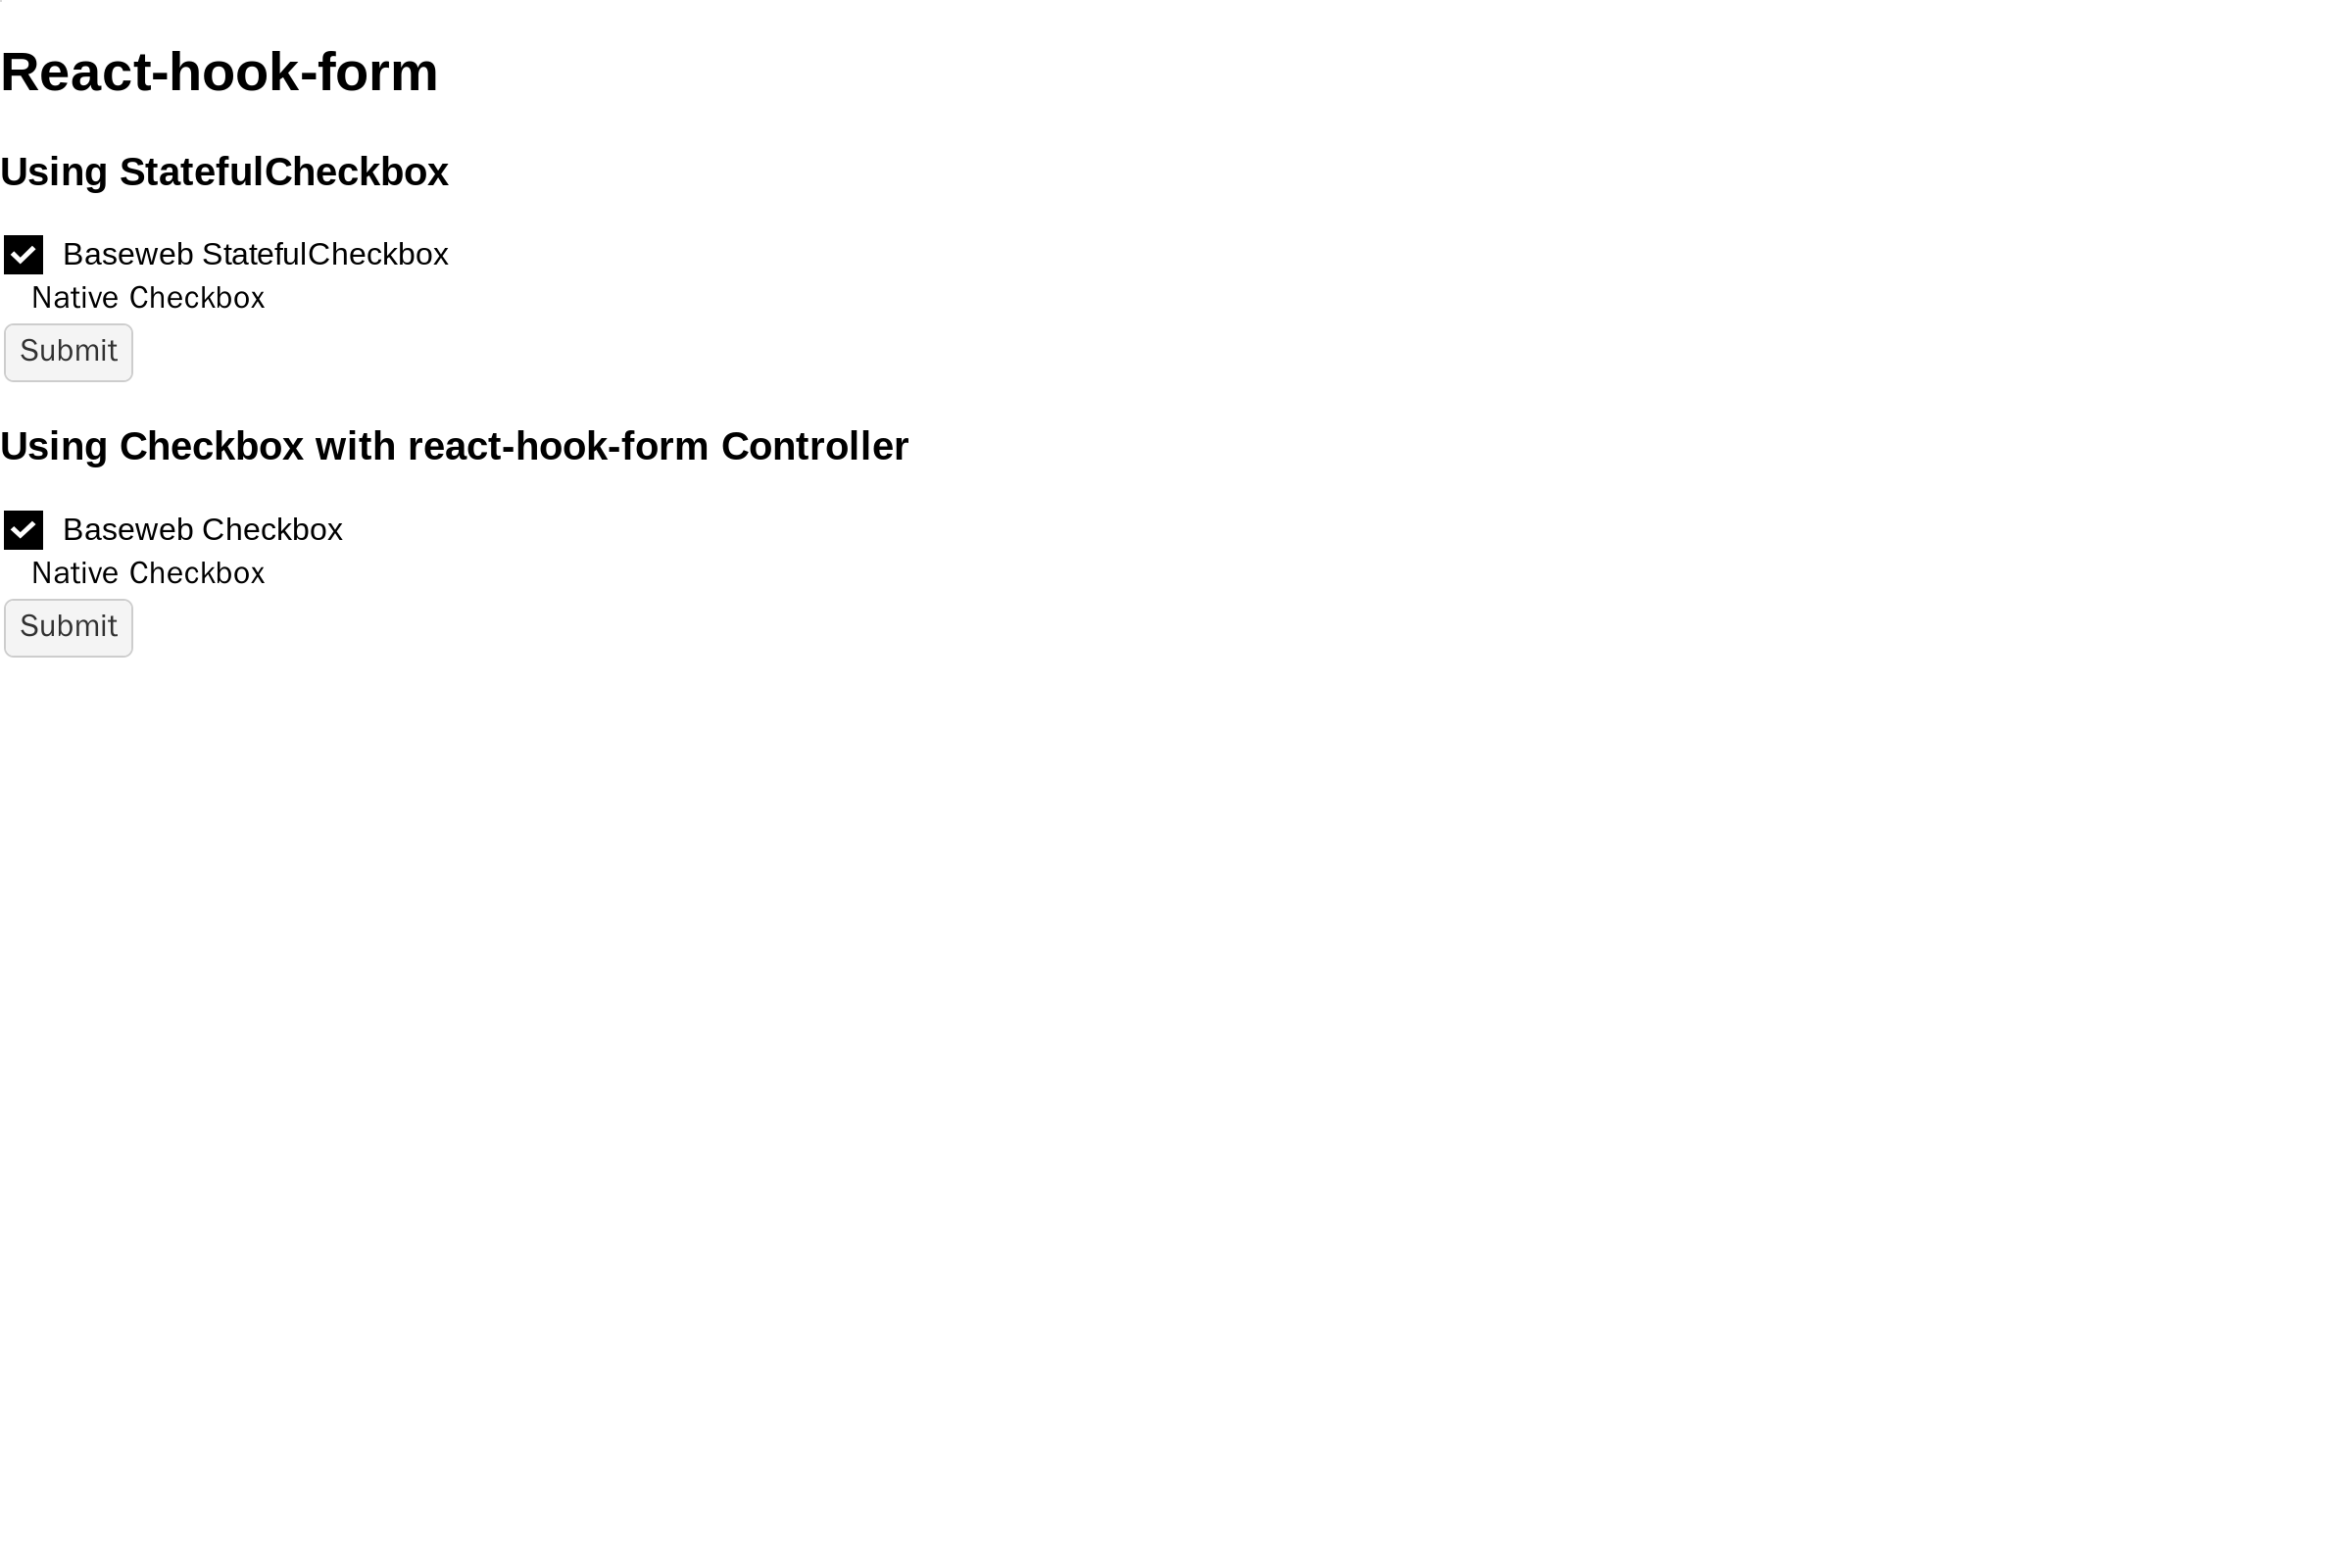 React-hook-form
Using StatefulCheckbox
Baseweb StatefulCheckbox
Native Checkbox
Submit
Using Checkbox with react-hook-form Controller
Baseweb Checkbox
Native Checkbox
Submit